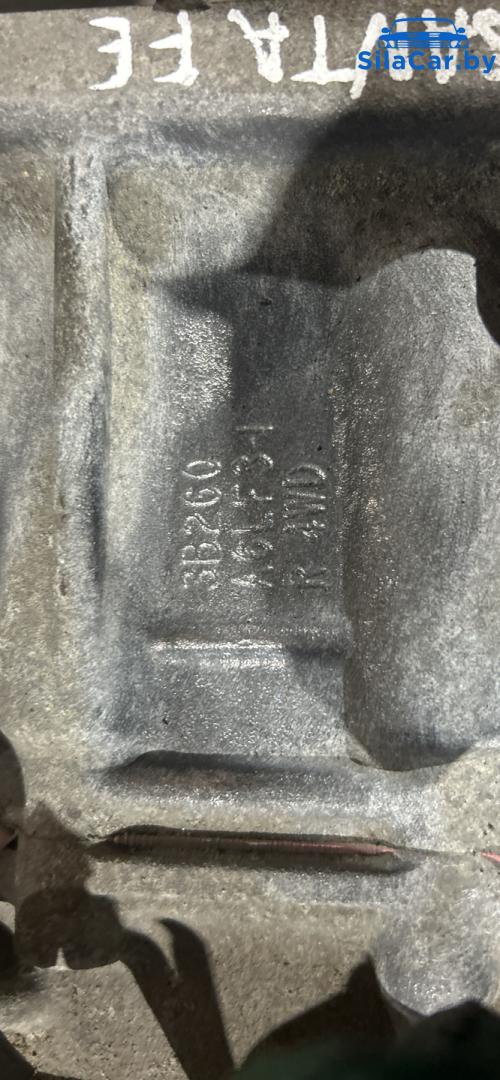 SANTA FE
SilaCar.by
3B260
A6LF3-1
R 4WD